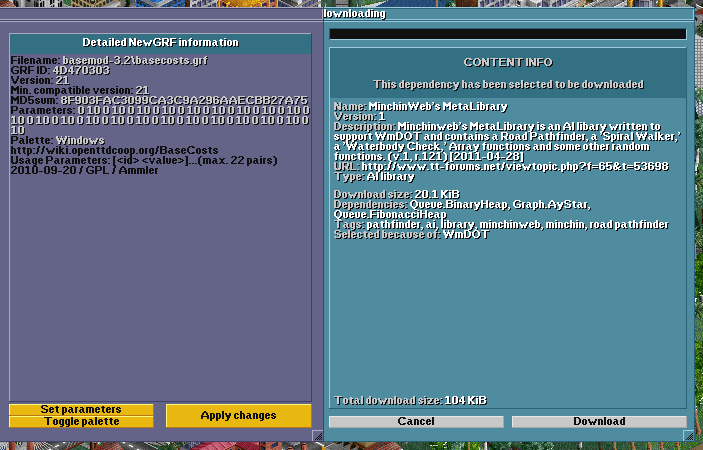 Detailed NewGRF information
Filename: basemod-3.2\basecosts.grf
GRF ID: 4D470303
Version: 21
Min. compatible version: 21
MD5sum: 8F903FAC3099CA3C9A296AAECBB27A75
Parameters: 0 10 0 10 0 10 0 10 0 10 0 10 0 10 0 10
0 10 0 10 0 10 0 10 0 10 0 10 0 10 0 10 0 10 0 10 0
10
Palette: Windows
http://wiki.openttdcoop.org/BaseCosts
Usage Parameters: [<id> <value>]...(max. 22 pairs)
2010-09-20 / GPL / Ammler
Set parameters
Toggle palette
Apply changes
lownloading
CONTENT INFO
This dependency has been selected to be downloaded
Name: MinchinWeb's MetaLibrary
Version: 1
Description: Minchinweb's MetaLibrary is an AI libary written to
support WmDOT and contains a Road Pathfinder, a 'Spiral Walker,'
a 'Waterbody Check,' Array functions and some other random
functions. (v.1, r.121) [2011-04-28]
URL: http://www.tt-forums.net/viewtopic.php?f=65&t=53698
Type: AI library
Download size: 20.1 KiB
Dependencies: Queue.BinaryHeap, Graph.AyStar,
Queue.FibonacciHeap
Tags: pathfinder, ai, library, minchinweb, minchin, road pathfinder
Selected because of: WmDOT
Total download size: 104 KiB
Cancel
Download